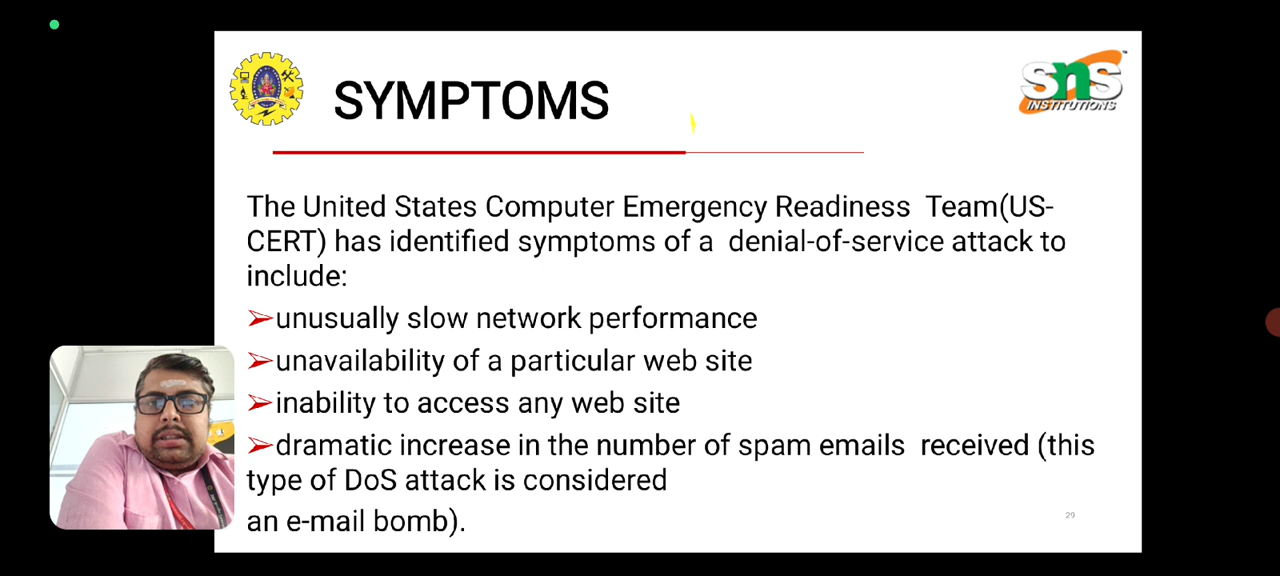 SYMPTOMS
SNS
INSTITUTIONS
The United States Computer Emergency Readiness Team(US-
CERT) has identified symptoms of a denial-of-service attack to
include:
➢unusually slow network performance
➢unavailability of a particular web site
➢inability to access any web site
➢dramatic increase in the number of spam emails received (this
type of DoS attack is considered
an e-mail bomb).
29